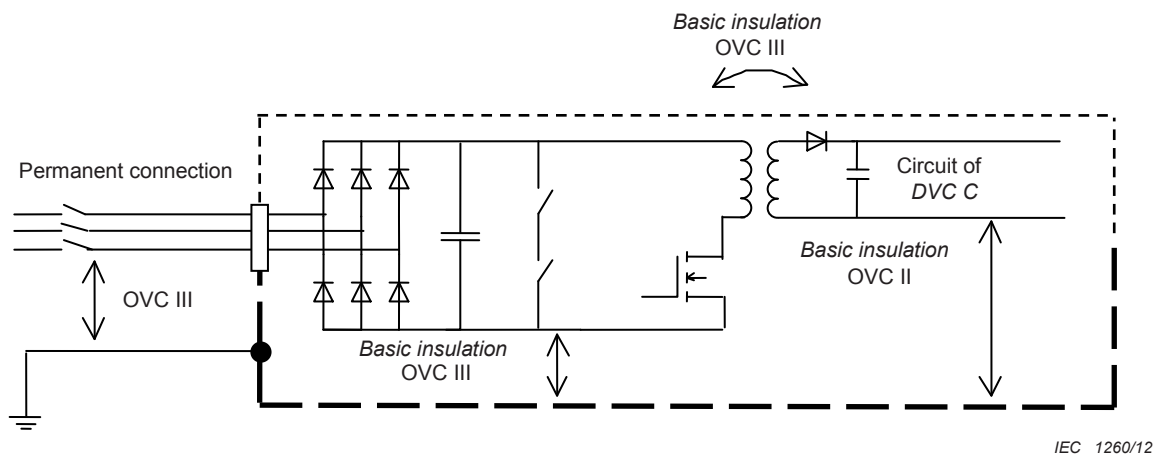 Basic insulation
OVC III
Permanent connection
Circuit of
DVC C
Basic insulation
OVC II
OVC III
Basic insulation
OVC III
IEC 1260/12